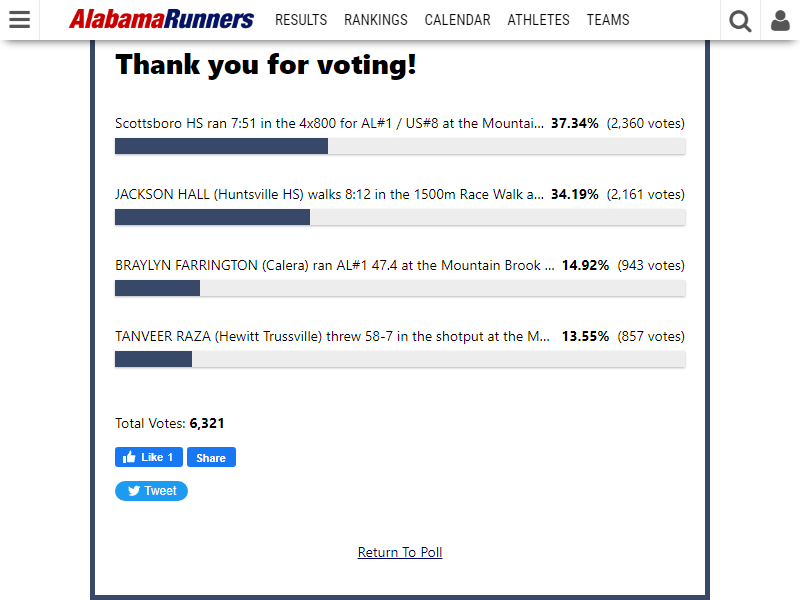 AlabamaRunners RESULTS RANKINGS CALENDAR ATHLETES TEAMS
Thank you for voting!
Scottsboro HS ran 7:51 in the 4x800 for AL#1 / US#8 at the Mountai... 37.34% (2,360 votes)
JACKSON HALL (Huntsville HS) walks 8:12 in the 1500m Race Walk a... 34.19% (2,161 votes)
BRAYLYN FARRINGTON (Calera) ran AL#1 47.4 at the Mountain Brook ... 14.92% (943 votes)
TANVEER RAZA (Hewitt Trussville) threw 58-7 in the shotput at the M... 13.55% (857 votes)
Total Votes: 6,321
Like 1 Share
Tweet
Return To Poll